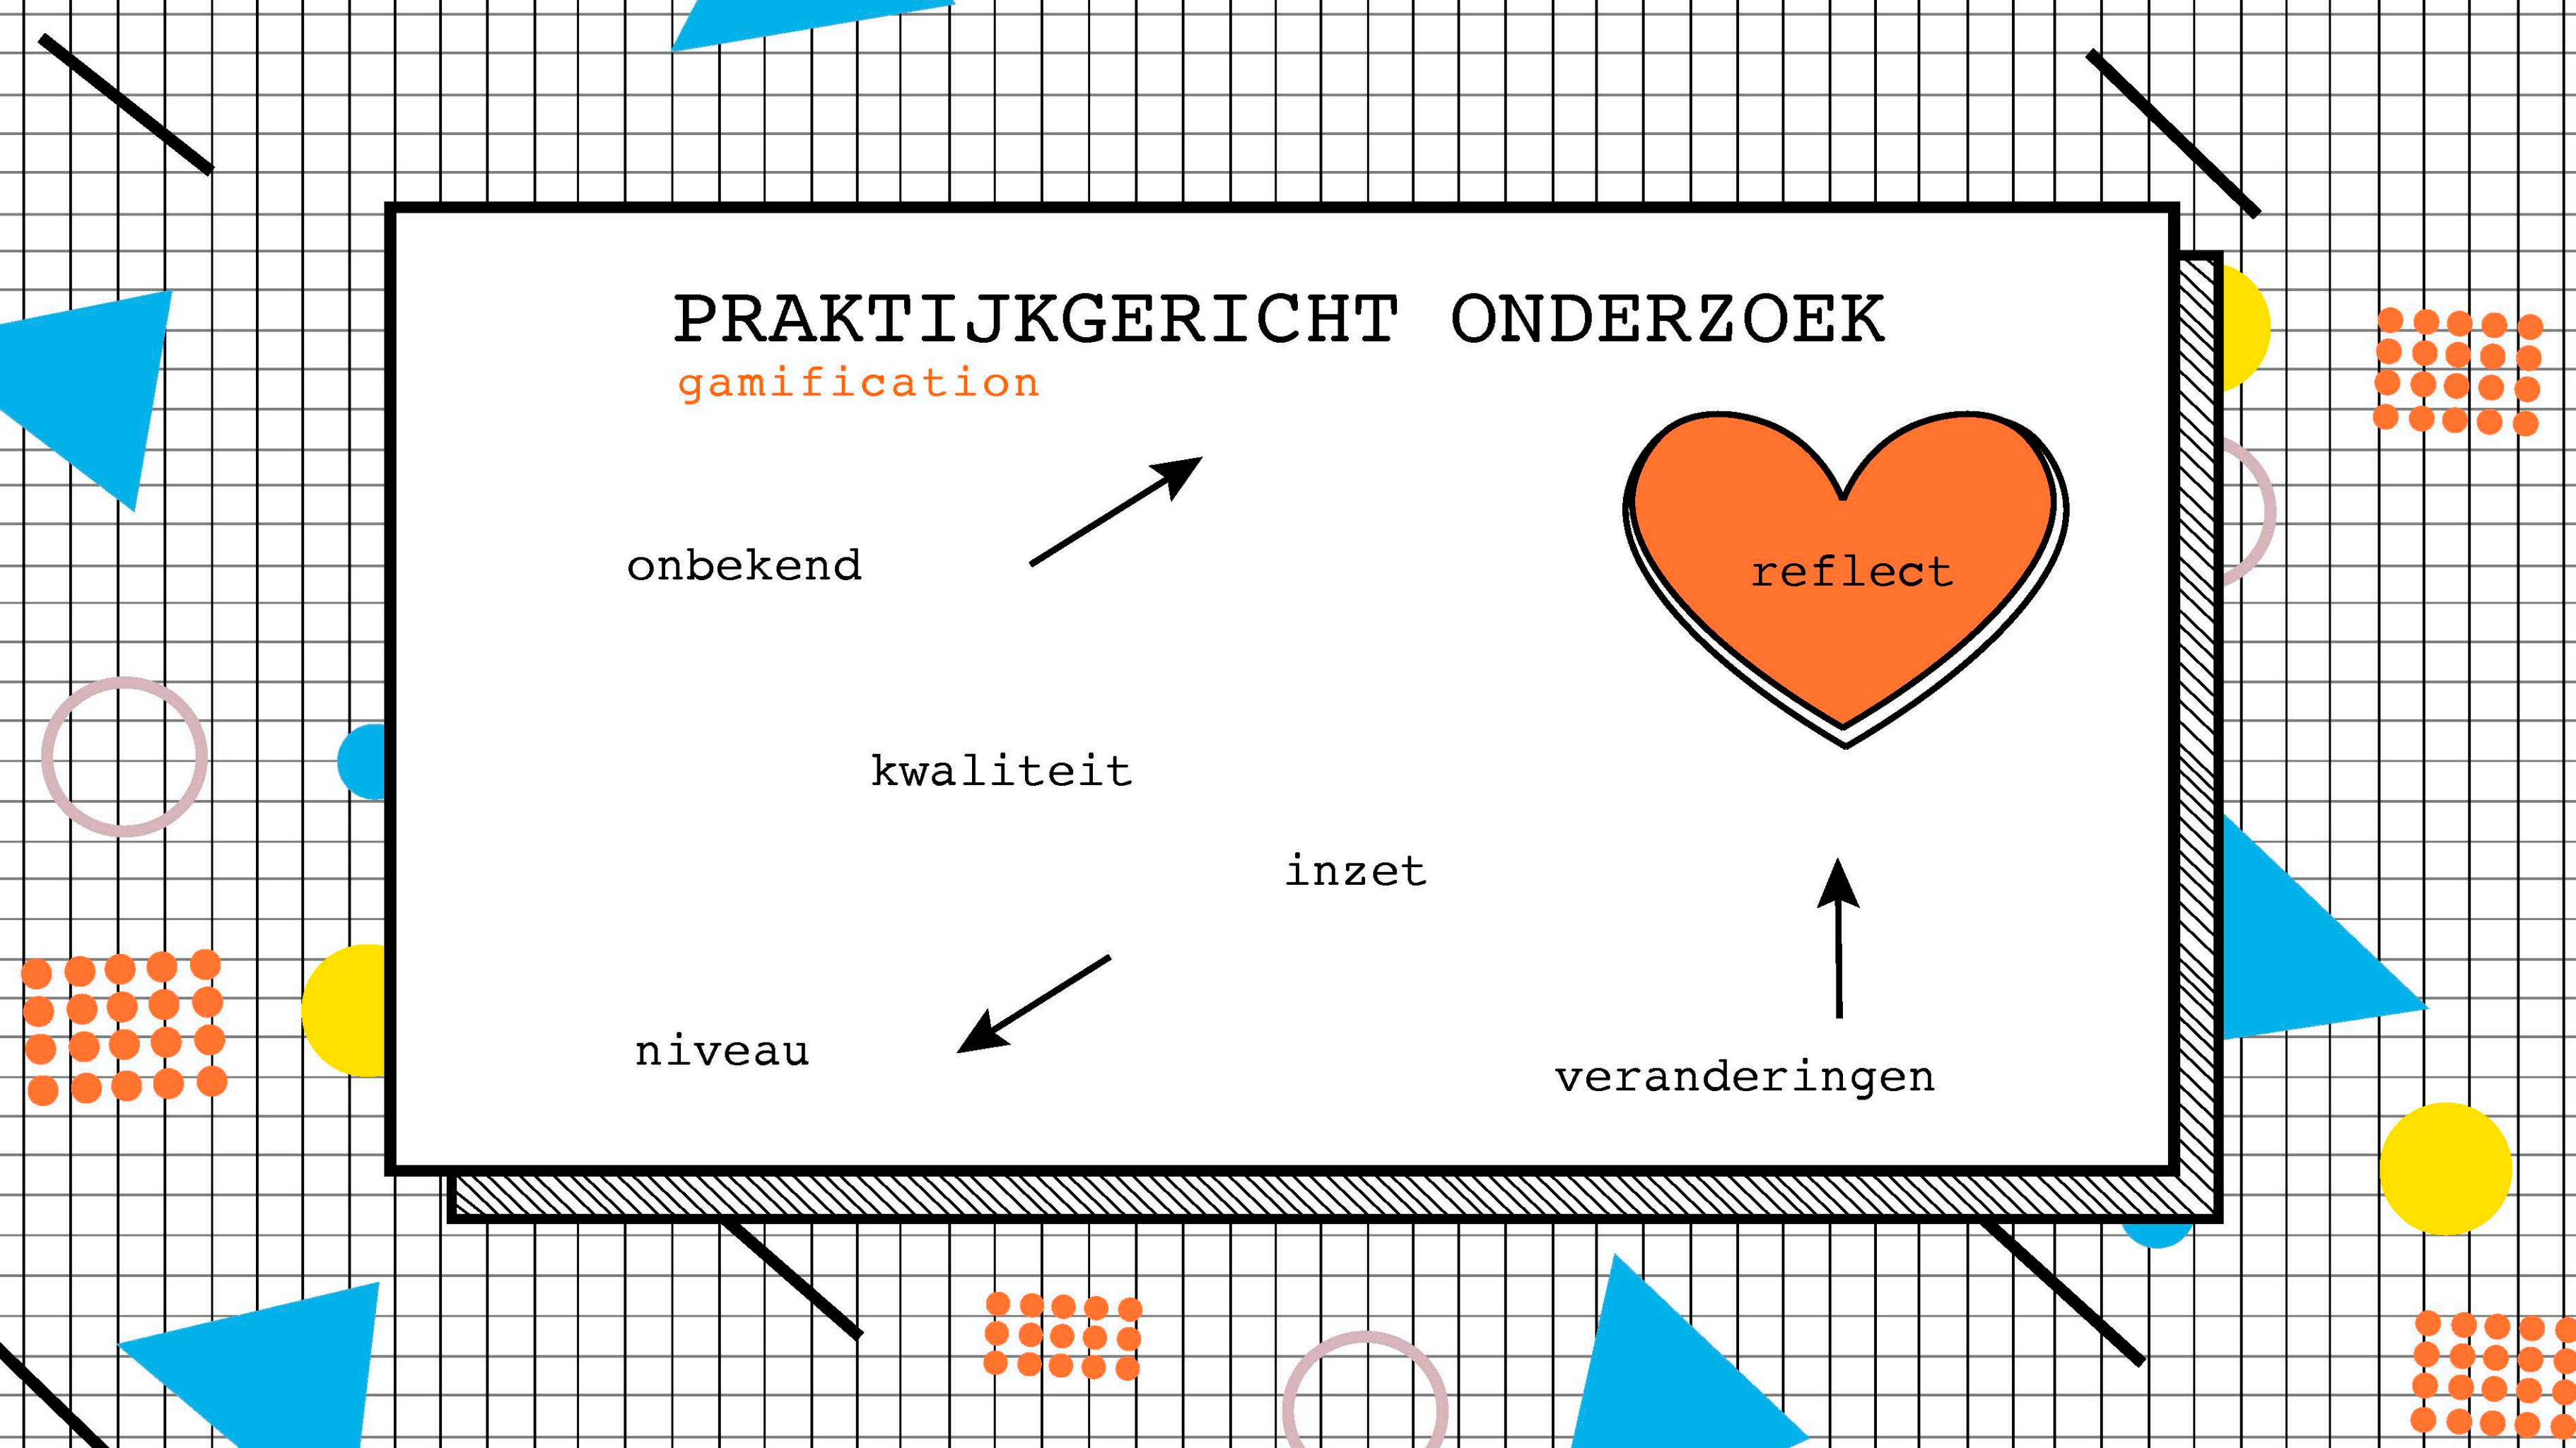 PRAKTIJKGERICHT ONDERZOEK
gamification
onbekend
reflect
kwaliteit
inzet
niveau
veranderingen